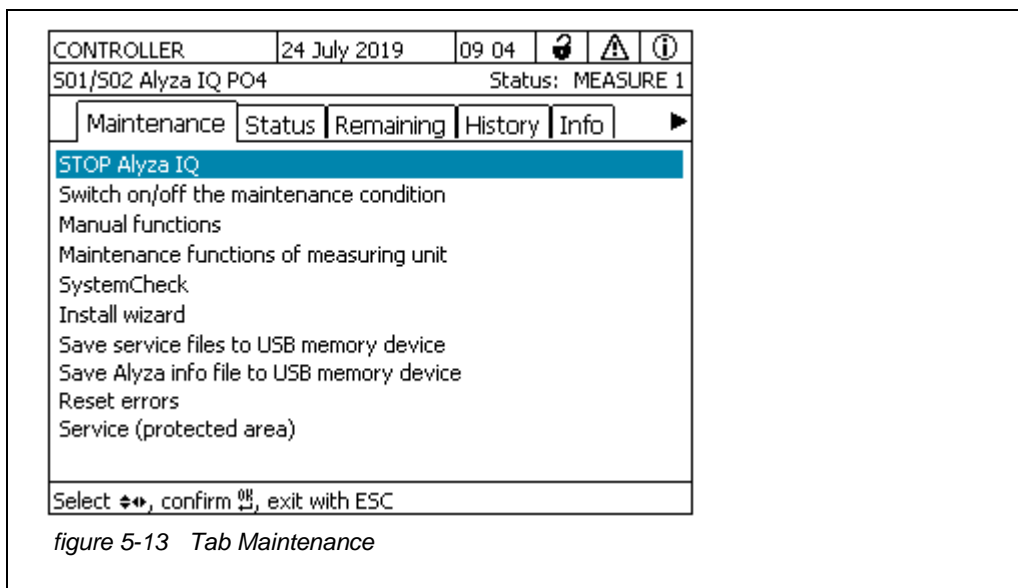 CONTROLLER 24 July 2019 09 04
S01/S02 Alyza IQ PO4 Status: MEASURE 1
Maintenance Status Remaining History Info
STOP Alyza IQ
Switch on/off the maintenance condition
Manual functions
Maintenance functions of measuring unit
SystemCheck
Install wizard
Save service files to USB memory device
Save Alyza info file to USB memory device
Reset errors
Service (protected area)
Select , confirm OK, exit with ESC
figure 5-13 Tab Maintenance